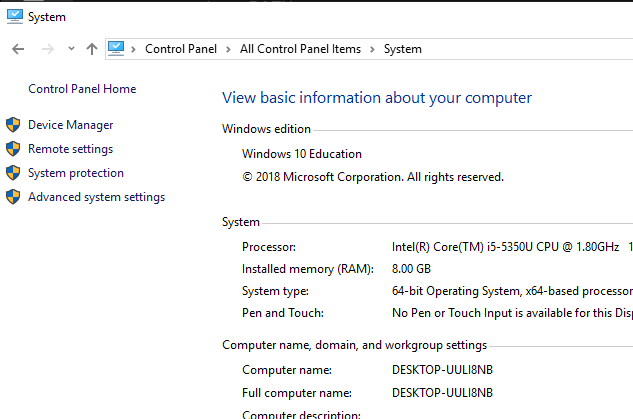 System
Control Panel > All Control Panel Items > System
Control Panel Home
Device Manager
Remote settings
System protection
Advanced system settings
View basic information about your computer
Windows edition
Windows 10 Education
© 2018 Microsoft Corporation. All rights reserved.
System
Processor: Intel(R) Core(TM) i5-5350U CPU @ 1.80GHz
Installed memory (RAM): 8.00 GB
System type: 64-bit Operating System, x64-based processor
Pen and Touch: No Pen or Touch Input is available for this
Computer name, domain, and workgroup settings
Computer name: DESKTOP-UULI8NB
Full computer name: DESKTOP-UULI8NB
Computer description: